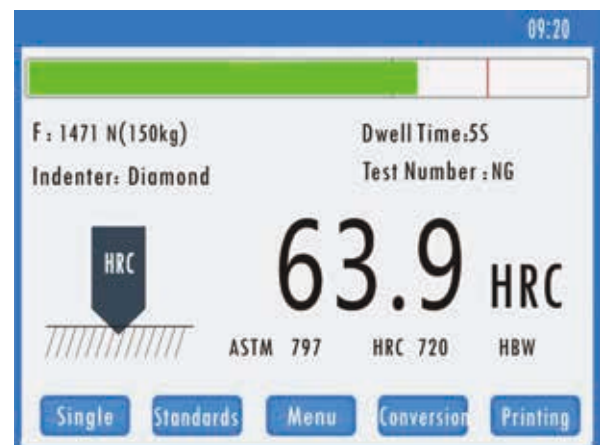 09:20
F: 1471 N(150kg) Dwell Time:5S
Indenter: Diamond Test Number :NG
HRC
63.9 HRC
ASTM 797 HRC 720 HBW
Single Standards Menu Conversion Printing